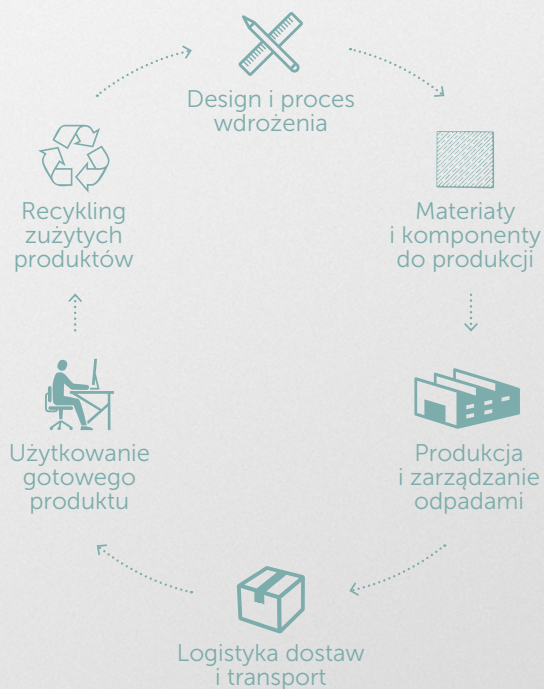 Design i proces
wdrożenia
Materiały
i komponenty
do produkcji
Produkcja
i zarządzanie
odpadami
Logistyka dostaw
i transport
Użytkowanie
gotowego
produktu
Recykling
zużytych
produktów